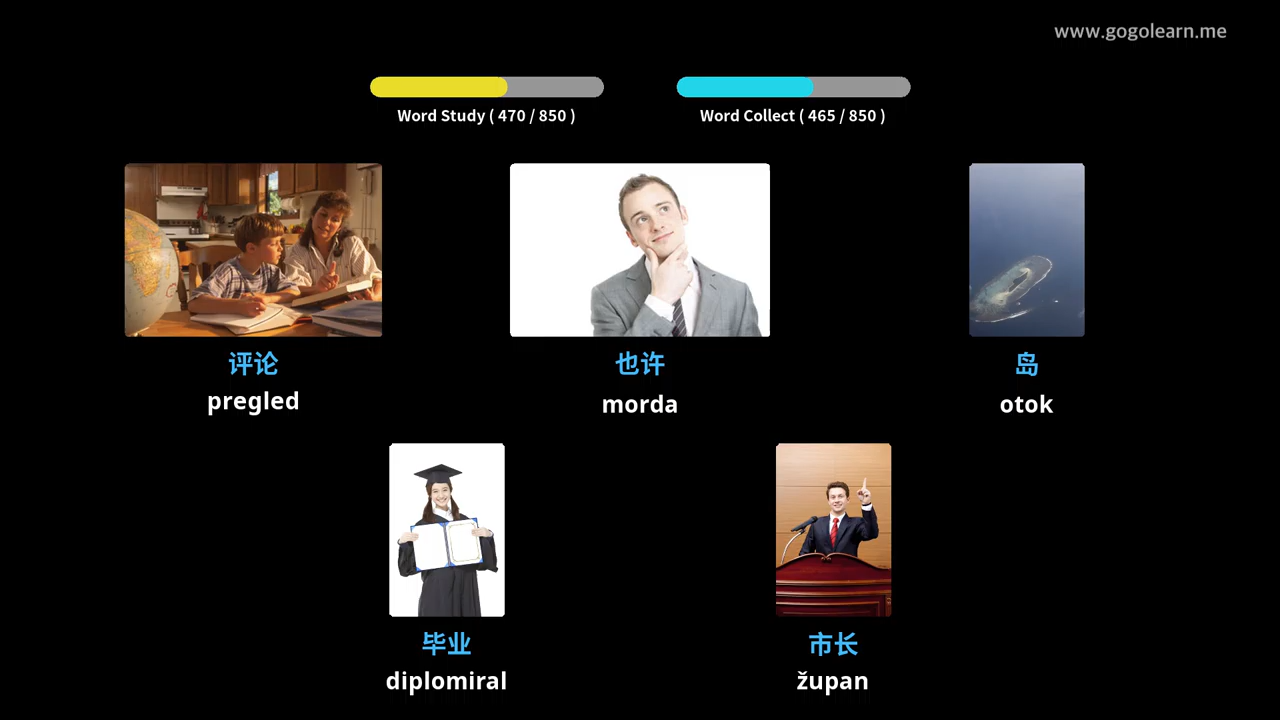 www.gogolearn.me
Word Study ( 470 / 850 )
Word Collect ( 465 / 850 )
评论
pregled
也许
morda
岛
otok
毕业
diplomiral
市长
župan